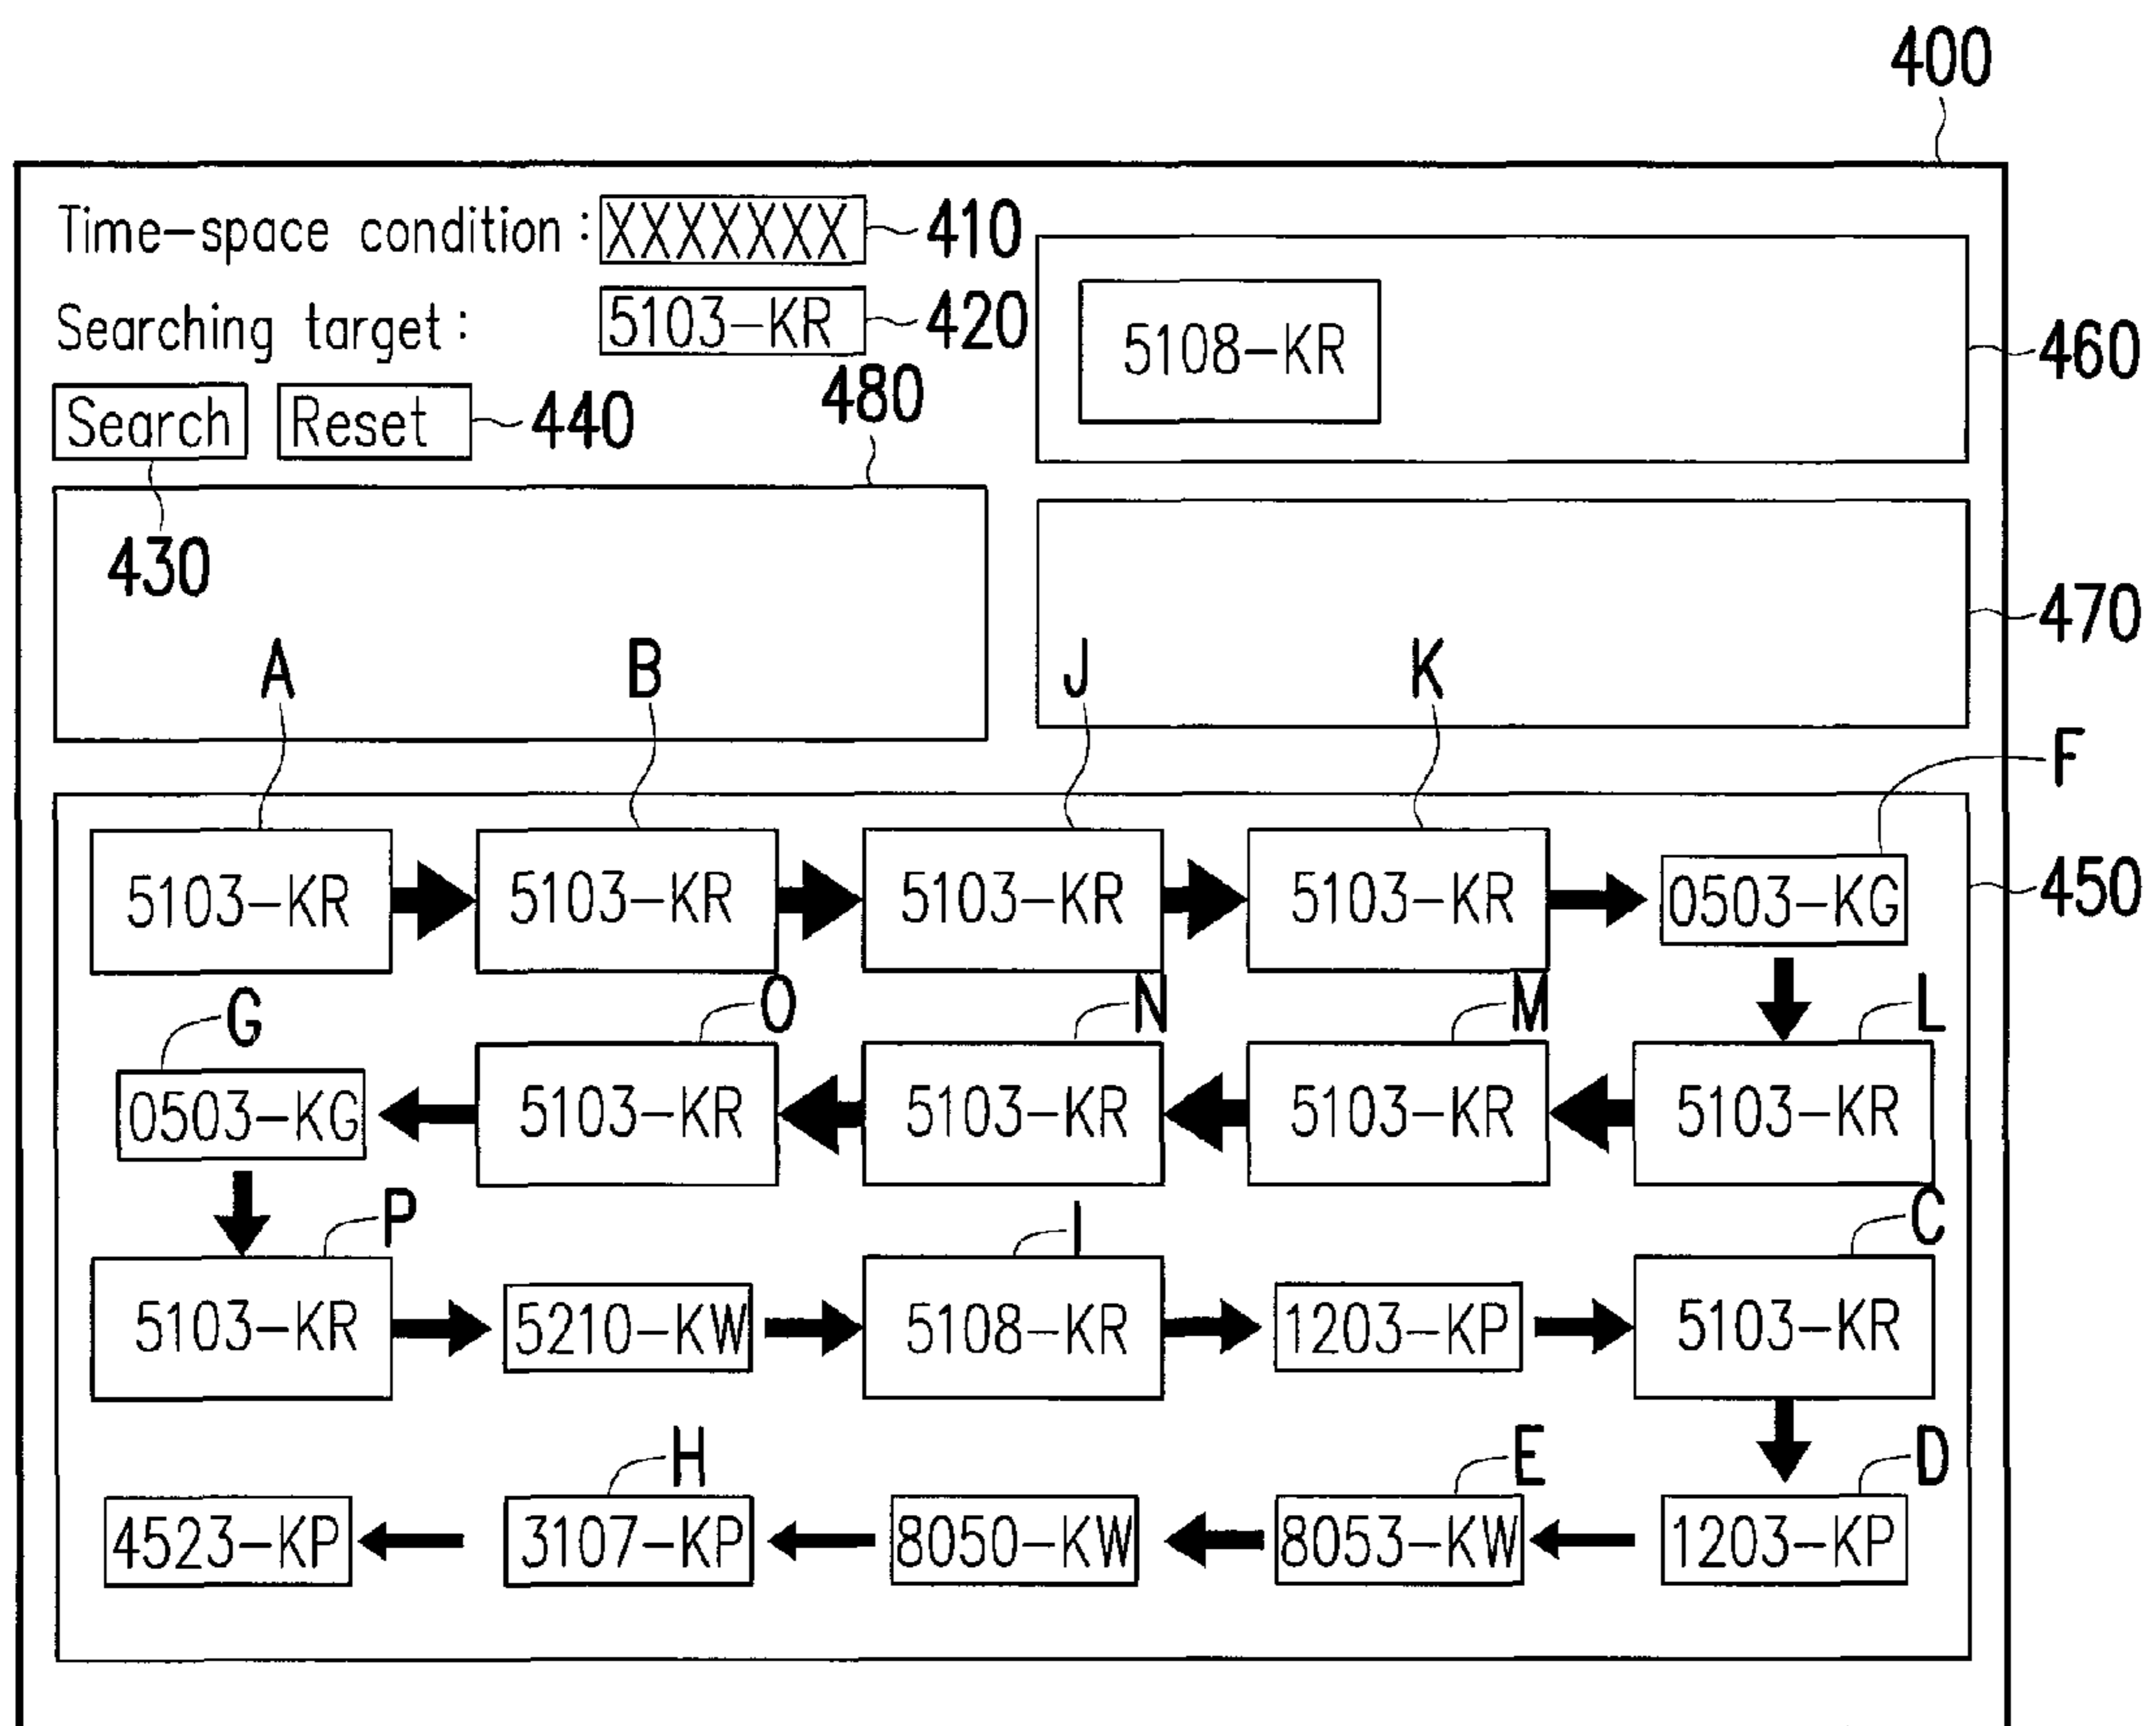 400
Time-space condition: XXXXXXX 410
Searching target: 5103-KR 420
5108-KR 460
Search Reset 440
480
430
470
A B J K
F
5103-KR 5103-KR 5103-KR 5103-KR 0503-KG 450
G O N M L
0503-KG 5103-KR 5103-KR 5103-KR 5103-KR
P I C
5103-KR 5210-KW 5108-KR 1203-KP 5103-KR
H E D
4523-KP 3107-KP 8050-KW 8053-KW 1203-KP